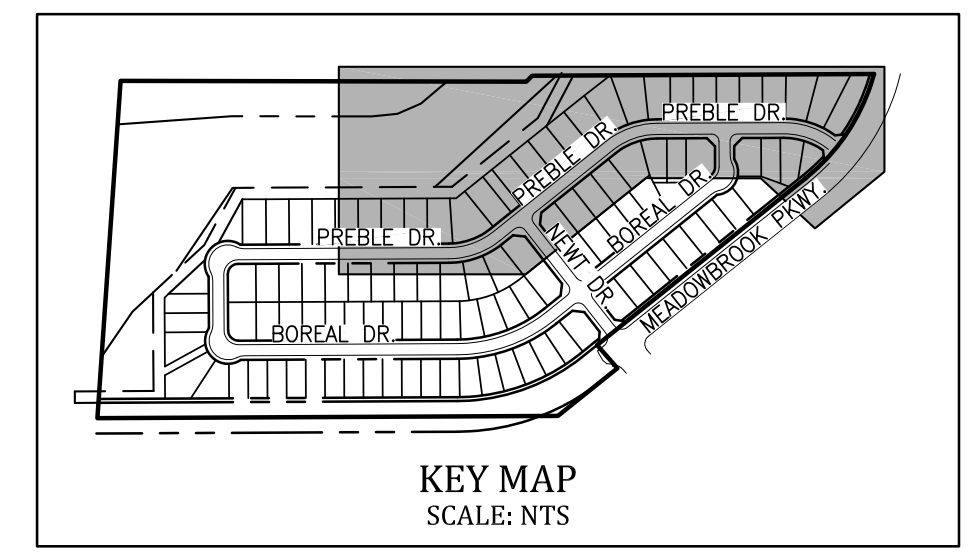 PREBLE DR.
PREBLE DR.
PREBLE DR.
BOREAL DR.
NEWT DR.
MEADOWBROOK PKWY.
BOREAL DR.
KEY MAP
SCALE: NTS